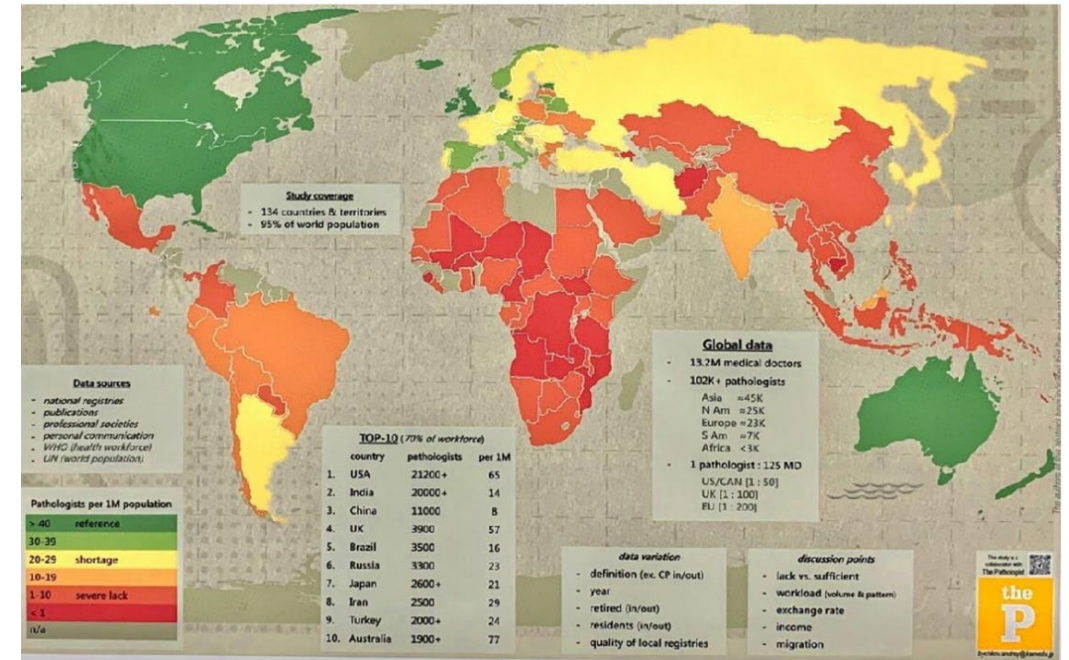 Study coverage
- 134 countries & territories
- 95% of world population
Data sources
- national registries
- publications
- professional societies
- personal communication
- WHO (health workforce)
- UN (world population)
Pathologists per 1M population
> 40 reference
30-39
20-29 shortage
10-19
1-10 severe lack
< 1
n/a
TOP-10 (70% of workforce)
country pathologists per 1M
1. USA 21200+ 65
2. India 20000+ 14
3. China 11000 8
4. UK 3900 57
5. Brazil 3500 16
6. Russia 3300 23
7. Japan 2600+ 21
8. Iran 2500 29
9. Turkey 2000+ 24
10. Australia 1900+ 77
Global data
- 13.2M medical doctors
- 102K+ pathologists
Asia ≈45K
N Am ≈25K
Europe ≈23K
S Am ≈7K
Africa <3K
- 1 pathologist : 125 MD
US/CAN [1 : 50]
UK [1 : 100]
EU [1 : 200]
data variation
- definition (ex. CP in/out)
- year
- retired (in/out)
- residents (in/out)
- quality of local registries
discussion points
- lack vs. sufficient
- workload (volume & pattern)
- exchange rate
- income
- migration
The study is a
collaboration with
The Pathologist
the
P